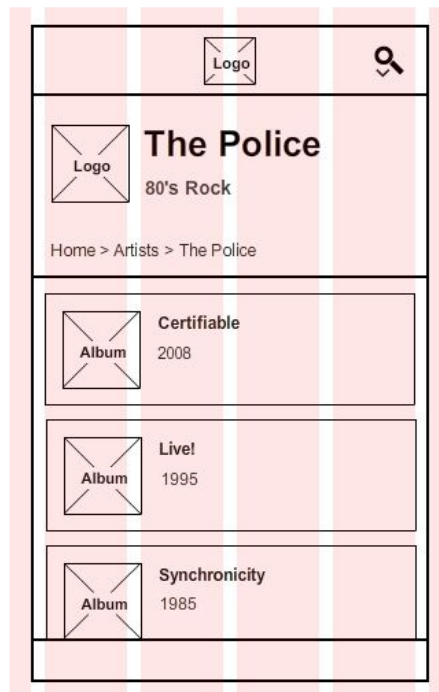 Logo
The Police
Logo
80's Rock
Home > Artists > The Police
Certifiable
Album
2008
Live!
Album
1995
Synchronicity
Album
1985